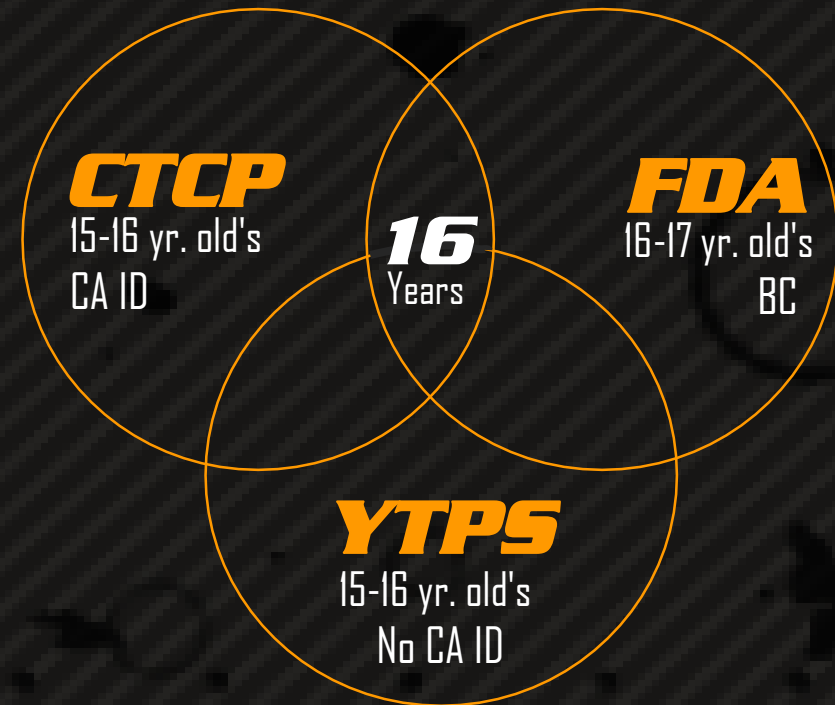 CTCP
15-16 yr. old's
CA ID
16
Years
FDA
16-17 yr. old's
BC
YTPS
15-16 yr. old's
No CA ID